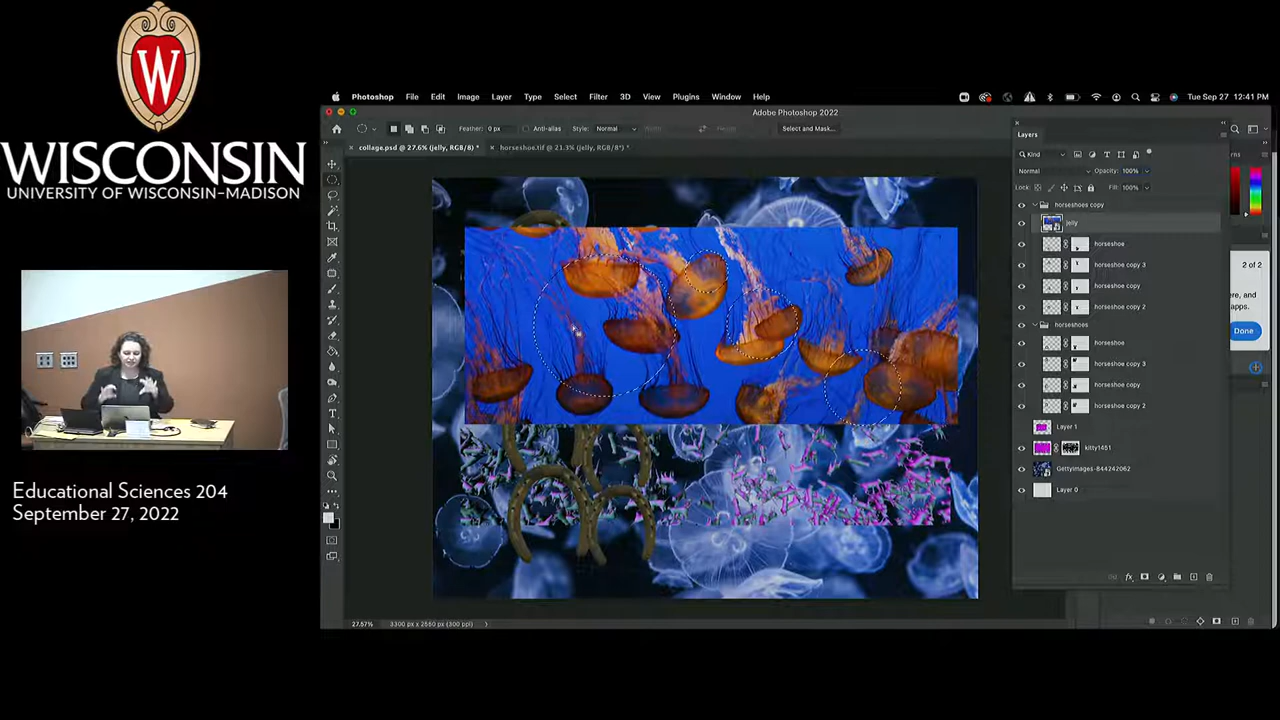 W
WISCONSIN
UNIVERSITY OF WISCONSIN-MADISON
Educational Sciences 204
September 27, 2022
Photoshop File Edit Image Layer Type Select Filter 3D View Plugins Window Help
Tue Sep 27 12:41 PM
Adobe Photoshop 2022
Feather: 0 px
Anti-alias
Style: Normal
Select and Mask...
collage.psd @ 27.6% (jelly, RGB/8) *
horseshoe.tif @ 21.3% (jelly, RGB/8*) *
Layers
Kind
Normal
Opacity: 100%
Lock:
Fill: 100%
horseshoes copy
jelly
horseshoe
horseshoe copy 3
horseshoe copy
horseshoe copy 2
horseshoes
horseshoe
horseshoe copy 3
horseshoe copy
horseshoe copy 2
Layer 1
kitty1451
GettyImages-844242062
Layer 0
2 of 2
ere, and
apps.
Done
27.57%
3300 px x 2550 px (300 ppi)